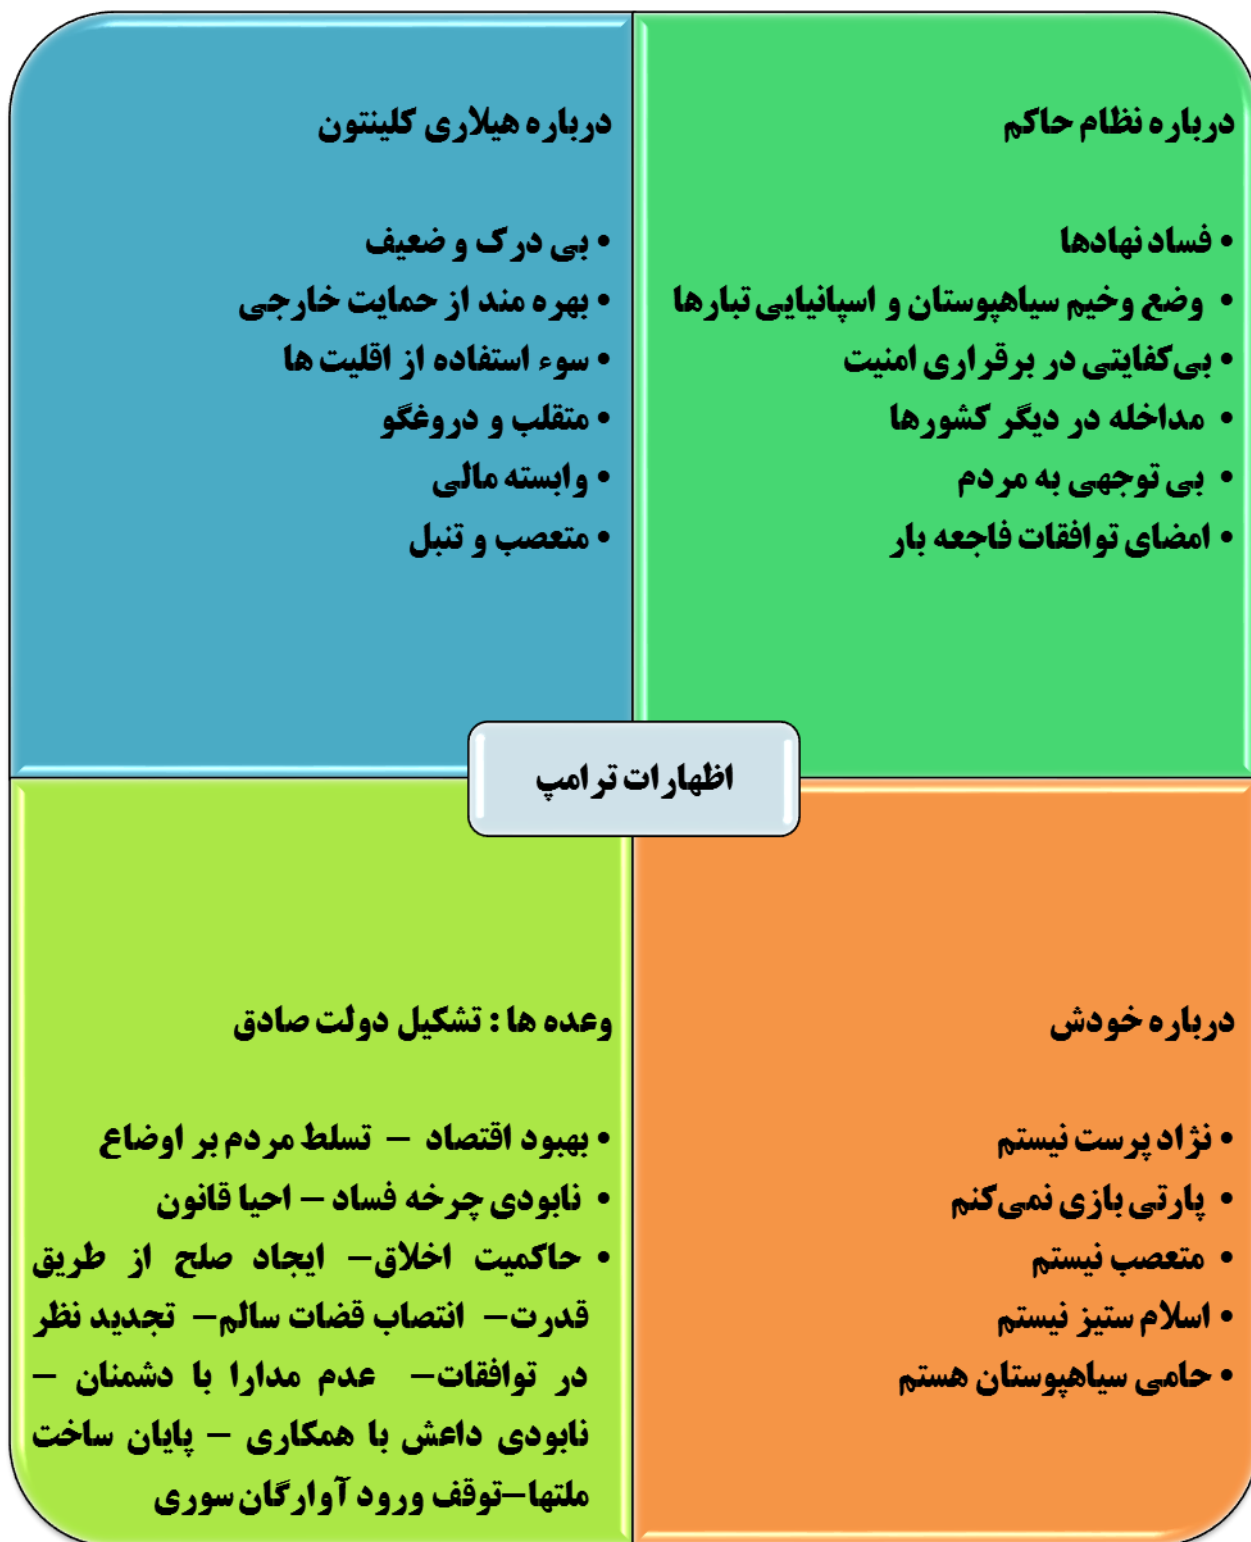 درباره نظام حاکم
• فساد نهادها
• وضع وخیم سیاهپوستان و اسپانیایی تبارها
• بی‌کفایتی در برقراری امنیت
• مداخله در دیگر کشورها
• بی توجهی به مردم
• امضای توافقات فاجعه بار
درباره هیلاری کلینتون
• بی درک و ضعیف
• بهره مند از حمایت خارجی
• سوء استفاده از اقلیت ها
• متقلب و دروغگو
• وابسته مالی
• متعصب و تنبل
اظهارات ترامپ
درباره خودش
• نژاد پرست نیستم
• پارتی بازی نمی‌کنم
• متعصب نیستم
• اسلام ستیز نیستم
• حامی سیاهپوستان هستم
وعده ها : تشکیل دولت صادق
• بهبود اقتصاد – تسلط مردم بر اوضاع
• نابودی چرخه فساد – احیا قانون
• حاکمیت اخلاق– ایجاد صلح از طریق
قدرت– انتصاب قضات سالم– تجدید نظر
در توافقات– عدم مدارا با دشمنان –
نابودی داعش با همکاری – پایان ساخت
ملتها–توقف ورود آوارگان سوری